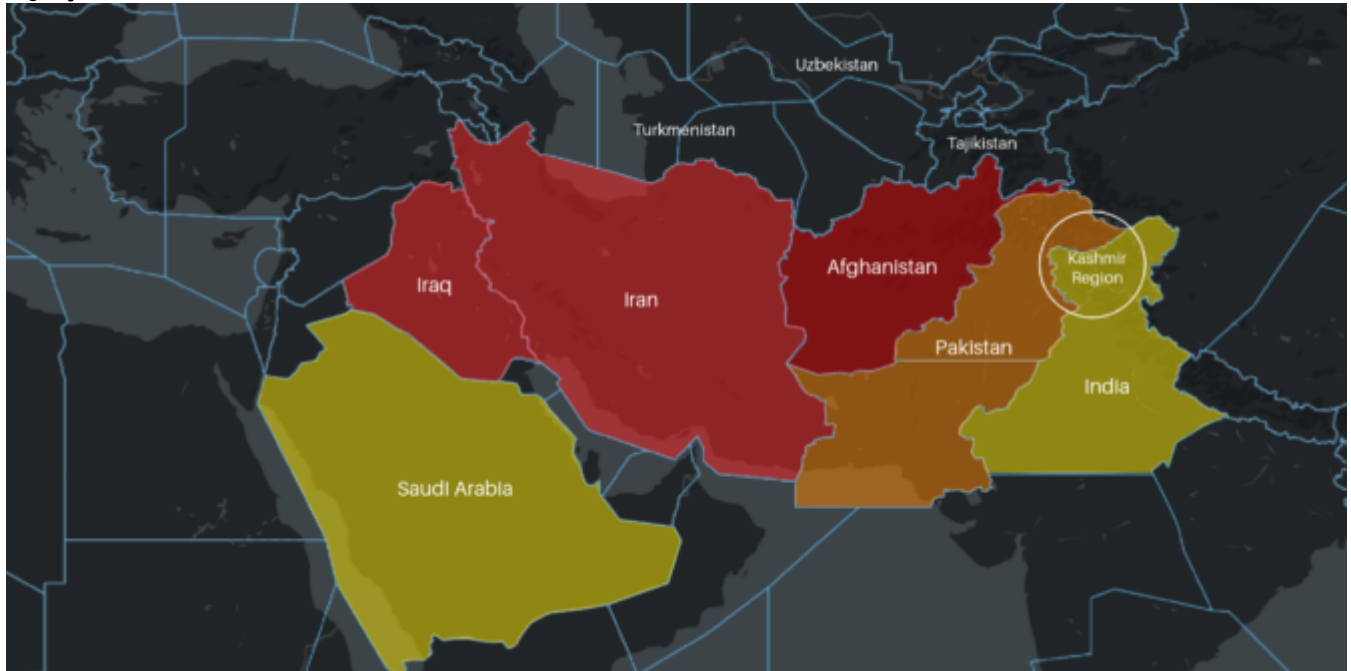 Uzbekistan
Turkmenistan
Tajikistan
Afghanistan
Kashmir
Region
Iraq
Iran
Pakistan
India
Saudi Arabia